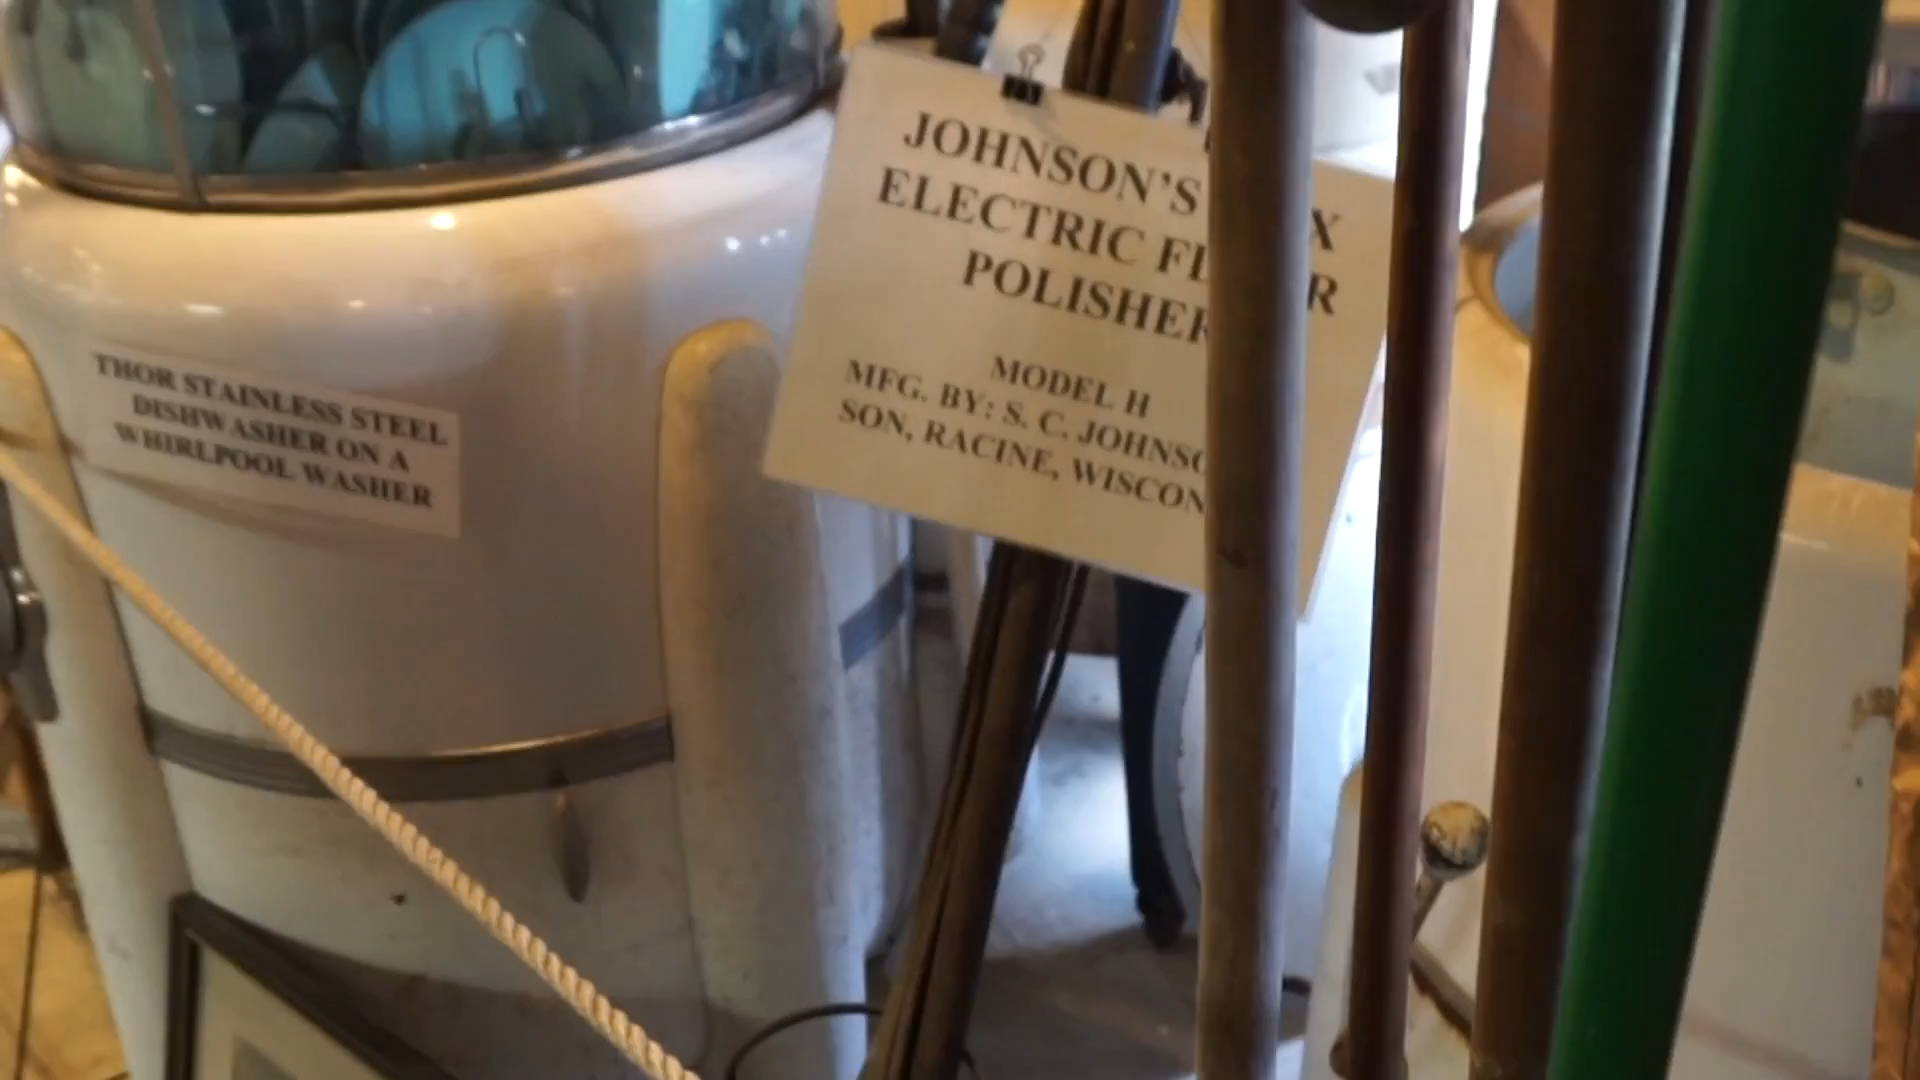 THOR STAINLESS STEEL
DISHWASHER ON A
WHIRLPOOL WASHER
JOHNSON'S
ELECTRIC
POLISHER
MODEL H
MFG. BY: S. C.
SON, RACINE,